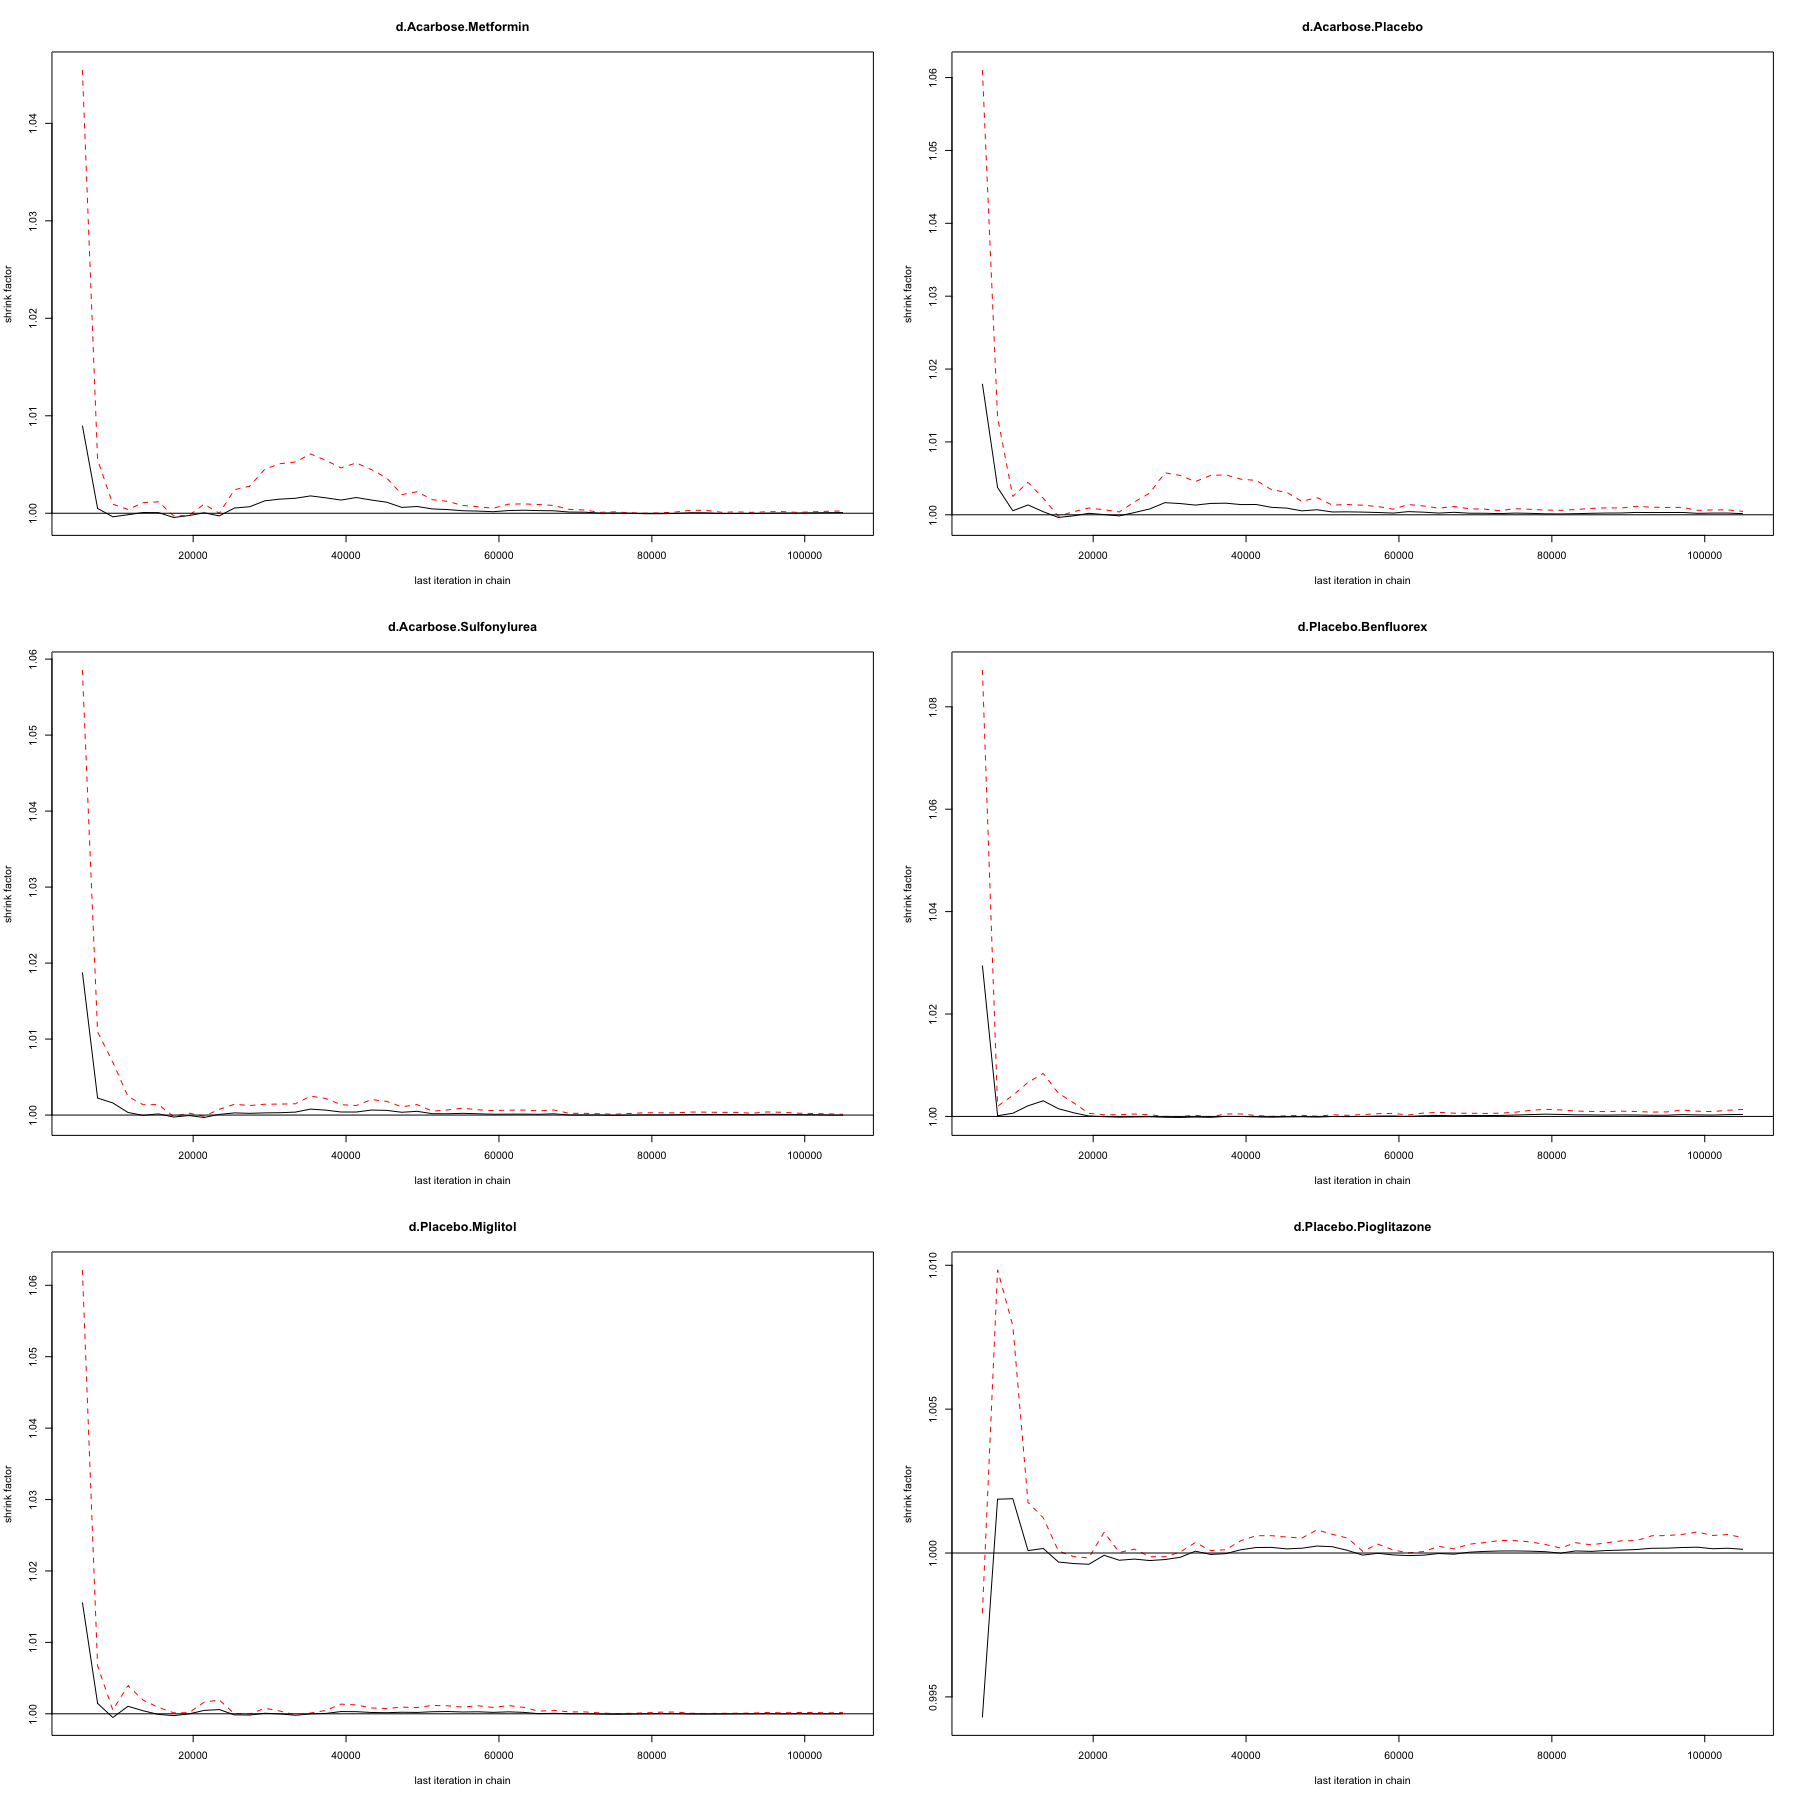 d.Acarbose.Metformin
shrink factor
1.00 1.01 1.02 1.03 1.04
20000 40000 60000 80000 100000
last iteration in chain
d.Acarbose.Placebo
shrink factor
1.00 1.01 1.02 1.03 1.04 1.05 1.06
20000 40000 60000 80000 100000
last iteration in chain
d.Acarbose.Sulfonylurea
shrink factor
1.00 1.01 1.02 1.03 1.04 1.05 1.06
20000 40000 60000 80000 100000
last iteration in chain
d.Placebo.Benfluorex
shrink factor
1.00 1.02 1.04 1.06 1.08
20000 40000 60000 80000 100000
last iteration in chain
d.Placebo.Miglitol
shrink factor
1.00 1.01 1.02 1.03 1.04 1.05 1.06
20000 40000 60000 80000 100000
last iteration in chain
d.Placebo.Pioglitazone
shrink factor
0.995 1.000 1.005 1.010
20000 40000 60000 80000 100000
last iteration in chain